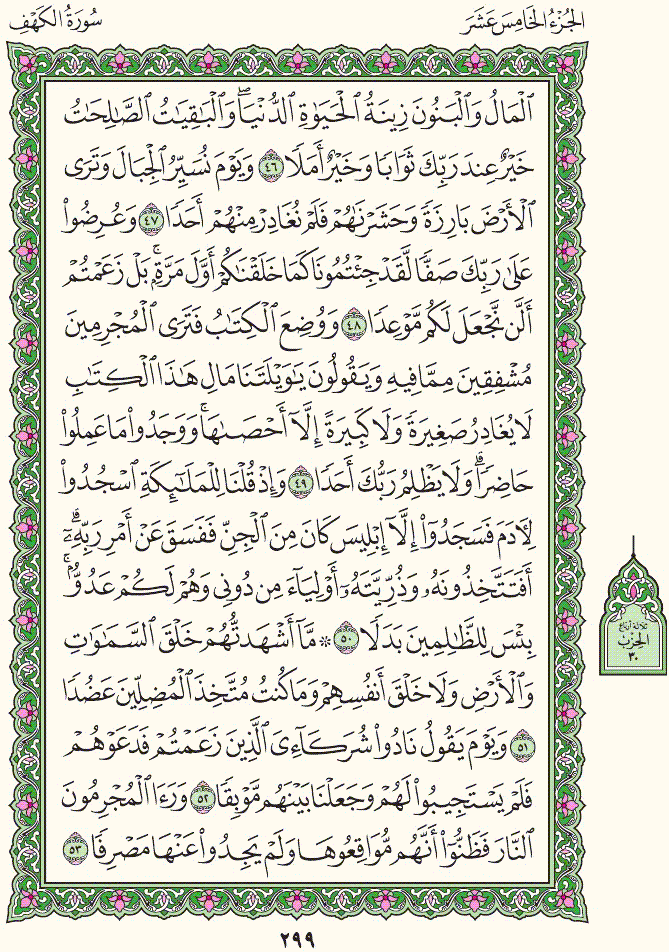 الجُزْءُ الخَامِسَ عَشَرَ
سُورَةُ الكَهْفِ
ٱلْمَالُ وَٱلْبَنُونَ زِينَةُ ٱلْحَيَوٰةِ ٱلدُّنْيَاۖ وَٱلْبَٰقِيَٰتُ ٱلصَّٰلِحَٰتُ
خَيْرٌ عِندَ رَبِّكَ ثَوَابًا وَخَيْرٌ أَمَلًا ٤٦ وَيَوْمَ نُسَيِّرُ ٱلْجِبَالَ وَتَرَى
ٱلْأَرْضَ بَارِزَةً وَحَشَرْنَٰهُمْ فَلَمْ نُغَادِرْ مِنْهُمْ أَحَدًا ٤٧ وَعُرِضُوا۟
عَلَىٰ رَبِّكَ صَفًّا لَّقَدْ جِئْتُمُونَا كَمَا خَلَقْنَٰكُمْ أَوَّلَ مَرَّةٍۭۚ بَلْ زَعَمْتُمْ
أَلَّن نَّجْعَلَ لَكُم مَّوْعِدًا ٤٨ وَوُضِعَ ٱلْكِتَٰبُ فَتَرَى ٱلْمُجْرِمِينَ
مُشْفِقِينَ مِمَّا فِيهِ وَيَقُولُونَ يَٰوَيْلَتَنَا مَالِ هَٰذَا ٱلْكِتَٰبِ
لَا يُغَادِرُ صَغِيرَةً وَلَا كَبِيرَةً إِلَّآ أَحْصَىٰهَاۚ وَوَجَدُوا۟ مَا عَمِلُوا۟
حَاضِرًاۗ وَلَا يَظْلِمُ رَبُّكَ أَحَدًا ٤٩ وَإِذْ قُلْنَا لِلْمَلَٰٓئِكَةِ ٱسْجُدُوا۟
لِءَادَمَ فَسَجَدُوٓا۟ إِلَّآ إِبْلِيسَ كَانَ مِنَ ٱلْجِنِّ فَفَسَقَ عَنْ أَمْرِ رَبِّهِۦٓۗ
أَفَتَتَّخِذُونَهُۥ وَذُرِّيَّتَهُۥٓ أَوْلِيَآءَ مِن دُونِى وَهُمْ لَكُمْ عَدُوٌّۢۚ
بِئْسَ لِلظَّٰلِمِينَ بَدَلًا ٥٠ ۞ مَّآ أَشْهَدتُّهُمْ خَلْقَ ٱلسَّمَٰوَٰتِ
وَٱلْأَرْضِ وَلَا خَلْقَ أَنفُسِهِمْ وَمَا كُنتُ مُتَّخِذَ ٱلْمُضِلِّينَ عَضُدًا
٥١ وَيَوْمَ يَقُولُ نَادُوا۟ شُرَكَآءِىَ ٱلَّذِينَ زَعَمْتُمْ فَدَعَوْهُمْ
فَلَمْ يَسْتَجِيبُوا۟ لَهُمْ وَجَعَلْنَا بَيْنَهُم مَّوْبِقًا ٥٢ وَرَءَا ٱلْمُجْرِمُونَ
ٱلنَّارَ فَظَنُّوٓا۟ أَنَّهُم مُّوَاقِعُوهَا وَلَمْ يَجِدُوا۟ عَنْهَا مَصْرِفًا ٥٣
ثلاثة أرباع
الحزب
٣٠
٢٩٩